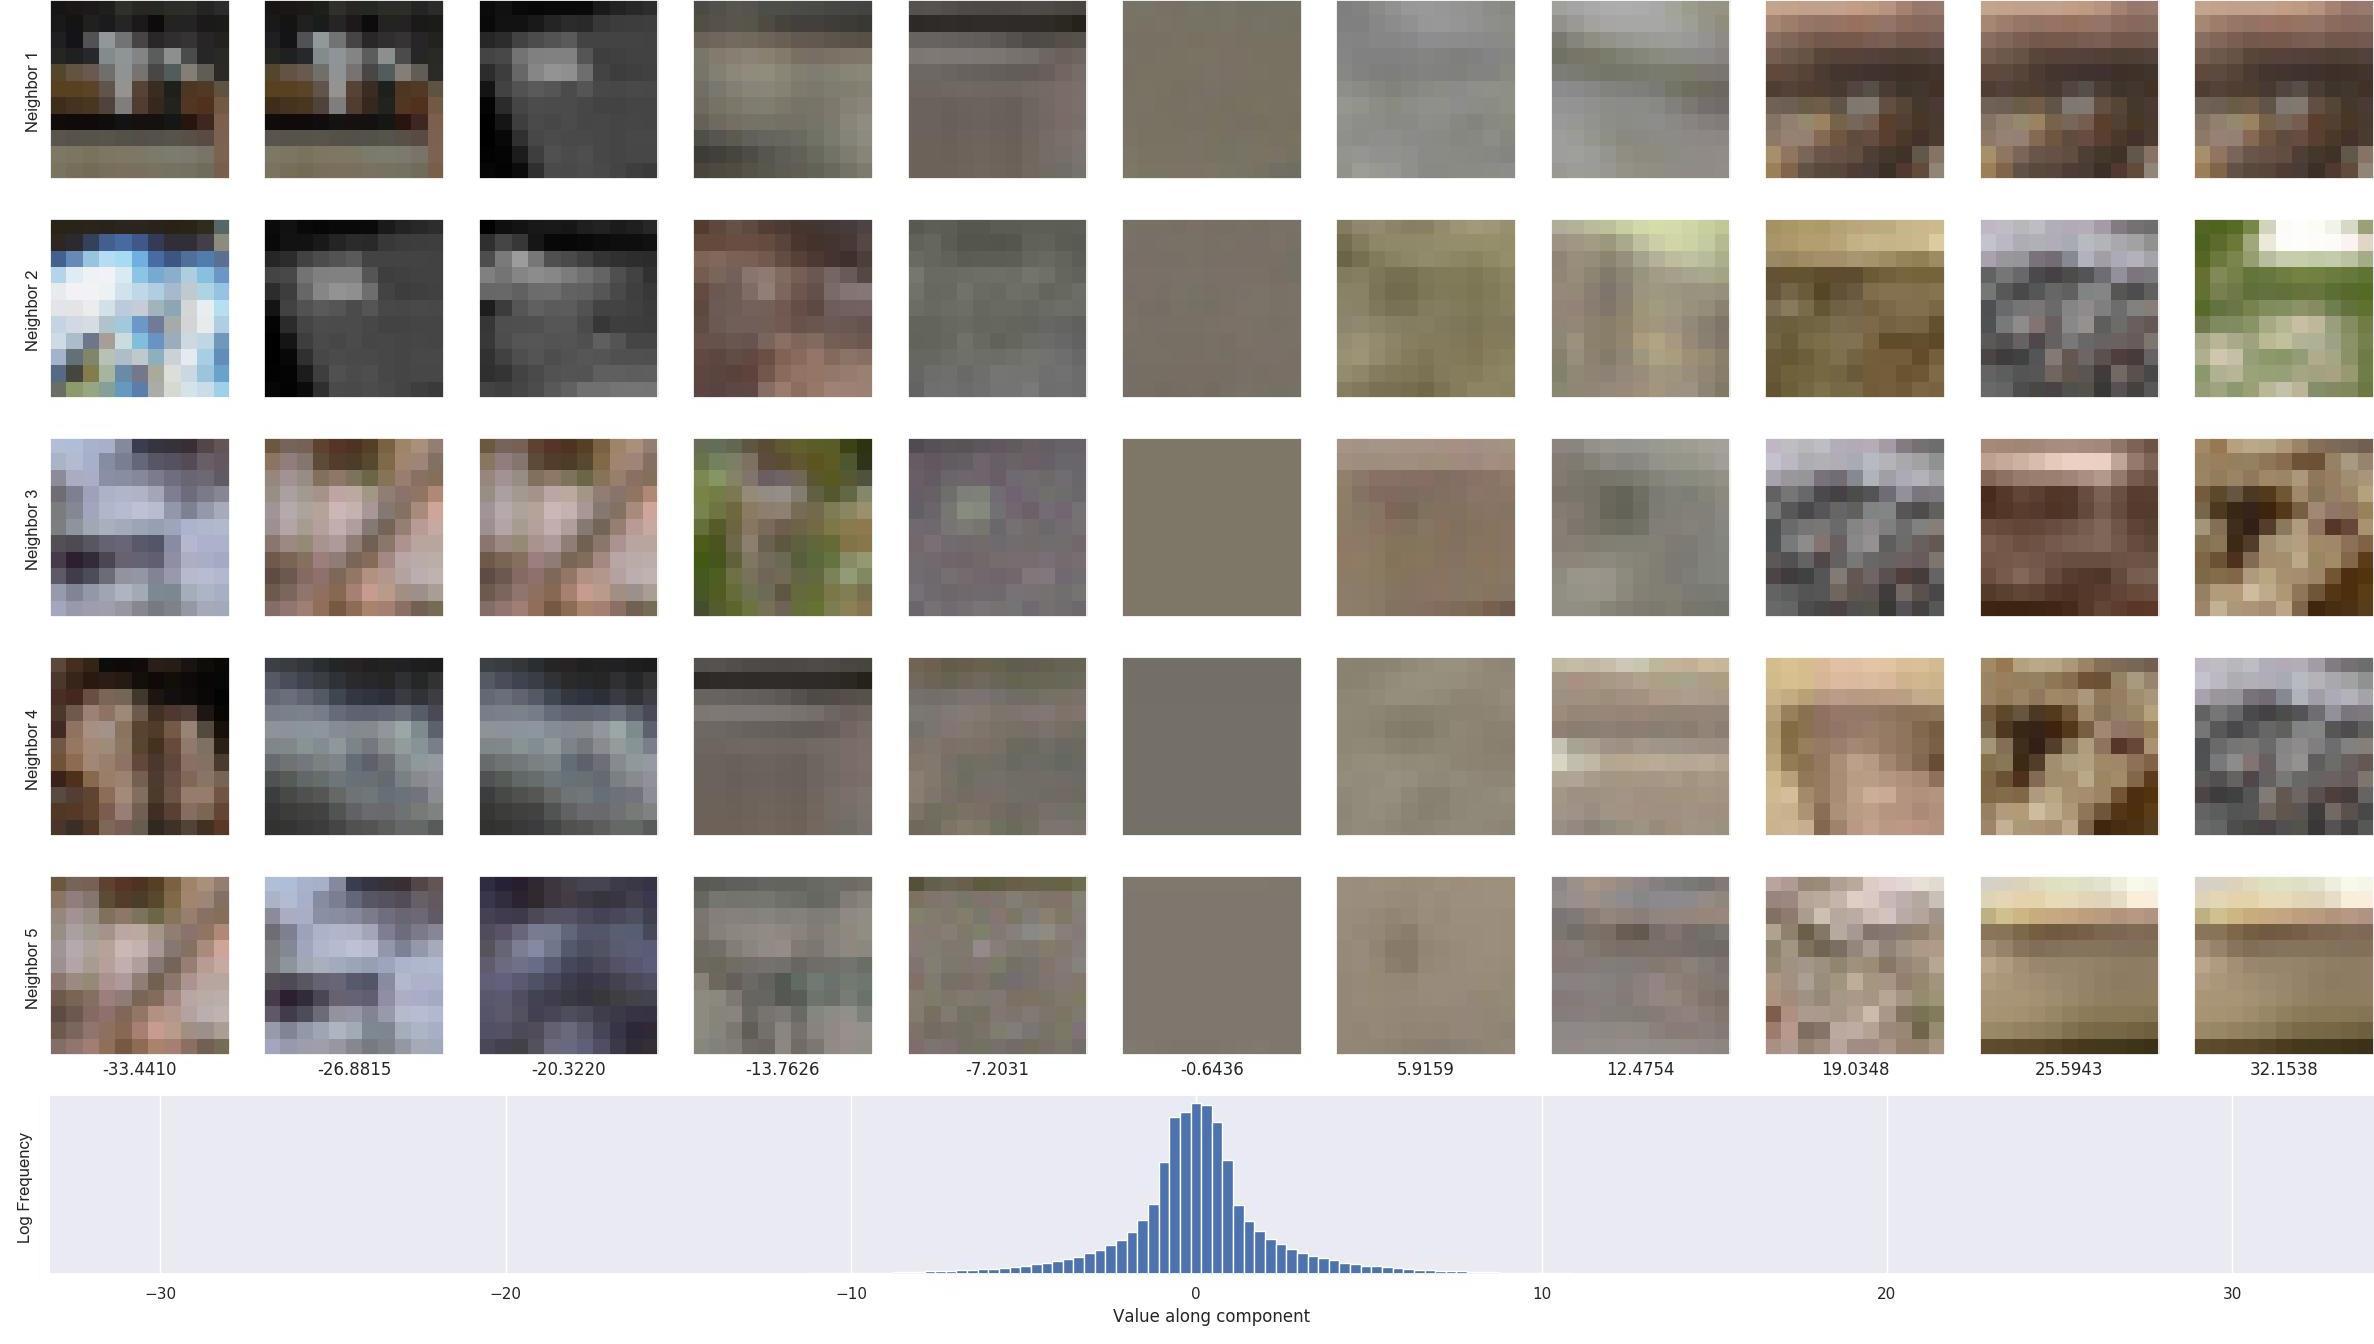 Neighbor 1
Neighbor 2
Neighbor 3
Neighbor 4
Neighbor 5
-33.4410 -26.8815 -20.3220 -13.7626 -7.2031 -0.6436 5.9159 12.4754 19.0348 25.5943 32.1538
Log Frequency
−30 −20 −10 0 10 20 30
Value along component